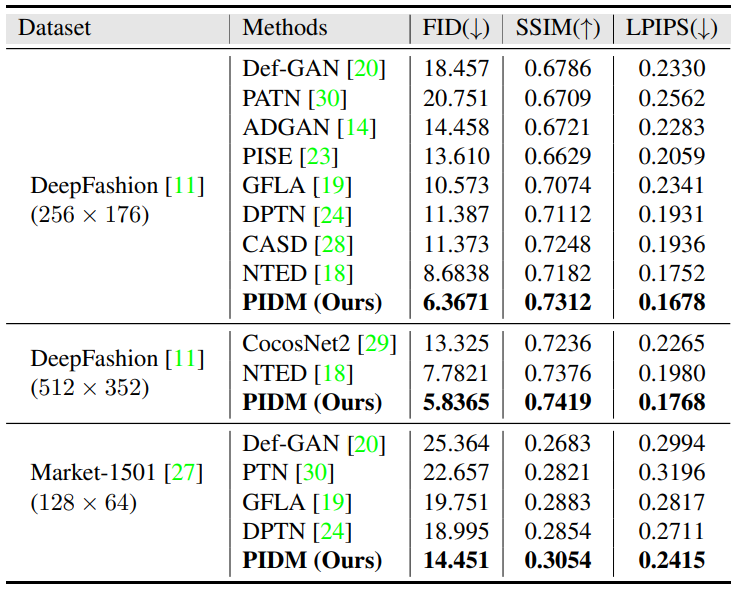 Dataset Methods FID(↓) SSIM(↑) LPIPS(↓)
Def-GAN [20] 18.457 0.6786 0.2330
PATN [30] 20.751 0.6709 0.2562
ADGAN [14] 14.458 0.6721 0.2283
PISE [23] 13.610 0.6629 0.2059
DeepFashion [11] GFLA [19] 10.573 0.7074 0.2341
(256 × 176) DPTN [24] 11.387 0.7112 0.1931
CASD [28] 11.373 0.7248 0.1936
NTED [18] 8.6838 0.7182 0.1752
PIDM (Ours) 6.3671 0.7312 0.1678
CocosNet2 [29] 13.325 0.7236 0.2265
DeepFashion [11]
NTED [18] 7.7821 0.7376 0.1980
(512 × 352)
PIDM (Ours) 5.8365 0.7419 0.1768
Def-GAN [20] 25.364 0.2683 0.2994
Market-1501 [27] PTN [30] 22.657 0.2821 0.3196
(128 × 64) GFLA [19] 19.751 0.2883 0.2817
DPTN [24] 18.995 0.2854 0.2711
PIDM (Ours) 14.451 0.3054 0.2415